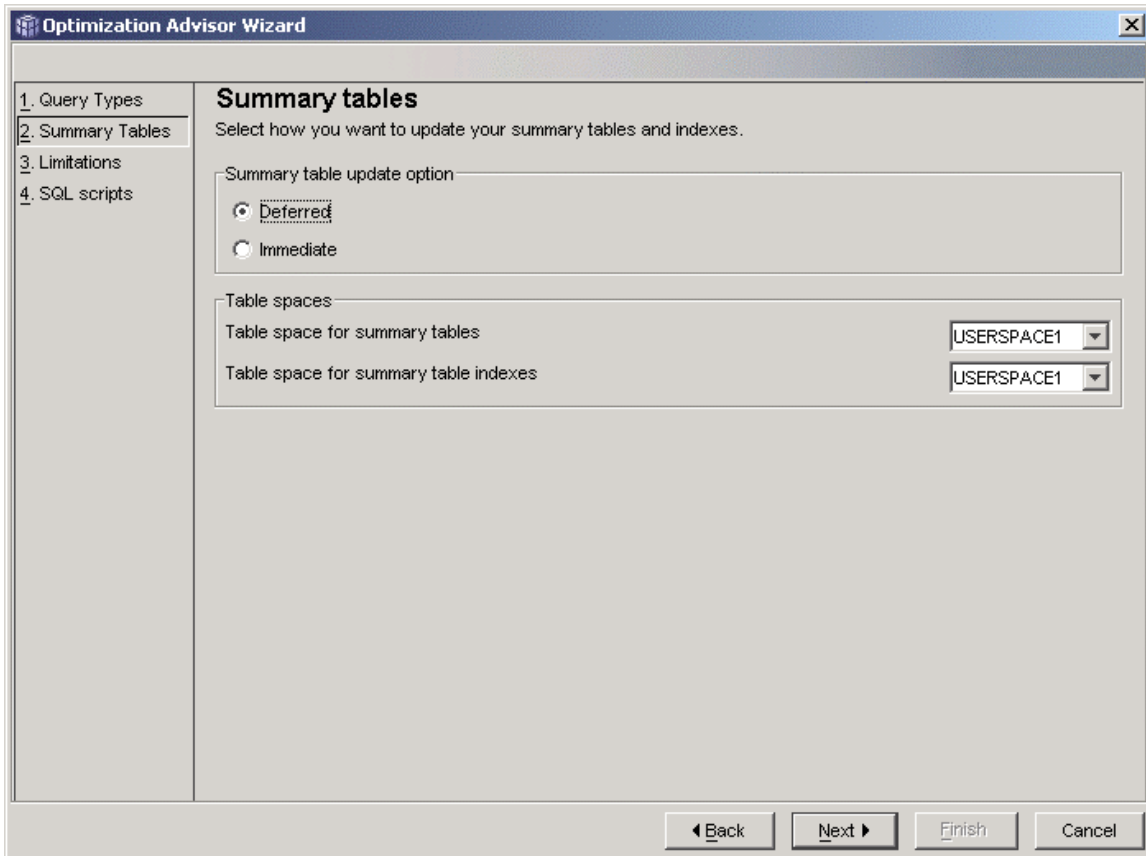 Optimization Advisor Wizard
1. Query Types
2. Summary Tables
3. Limitations
4. SQL scripts
Summary tables
Select how you want to update your summary tables and indexes.
Summary table update option
Deferred
Immediate
Table spaces
Table space for summary tables
USERSPACE1
Table space for summary table indexes
USERSPACE1
Back
Next
Finish
Cancel